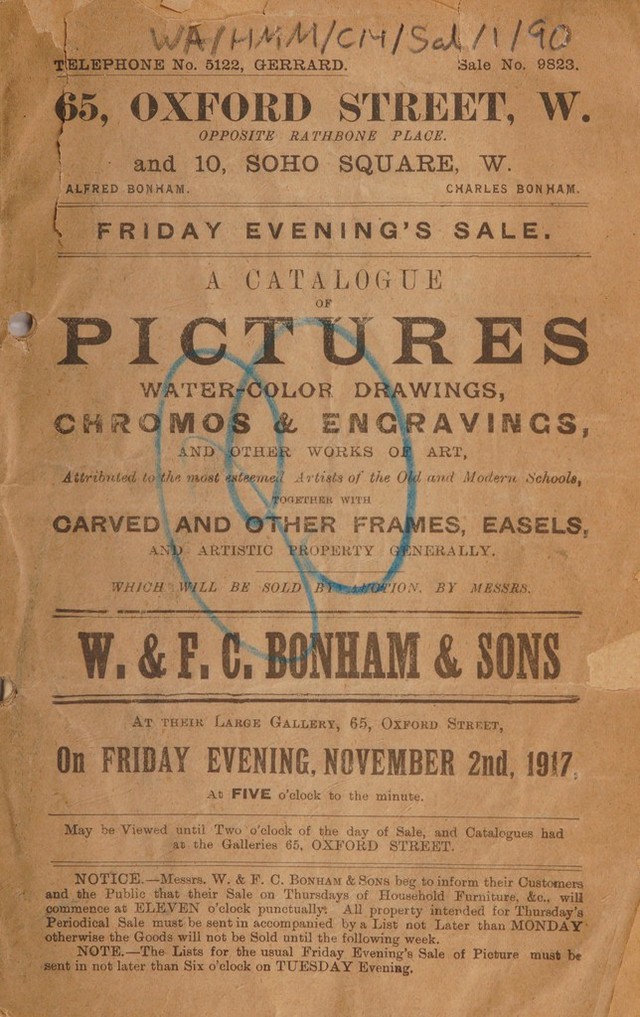 WA/HMM/CM/Sal/1/90
TELEPHONE No. 5122, GERRARD. Sale No. 9823.
65, OXFORD STREET, W.
OPPOSITE RATHBONE PLACE.
and 10, SOHO SQUARE, W.
ALFRED BONHAM. CHARLES BONHAM.
FRIDAY EVENING'S SALE.
A CATALOGUE
OF
PICTURES
WATER-COLOR DRAWINGS,
CHROMOS & ENGRAVINGS,
AND OTHER WORKS OF ART,
Attributed to the most esteemed Artists of the Old and Modern Schools,
TOGETHER WITH
CARVED AND OTHER FRAMES, EASELS,
AND ARTISTIC PROPERTY GENERALLY.
WHICH WILL BE SOLD BY AUCTION, BY MESSRS.
W. & F. C. BONHAM & SONS
AT THEIR LARGE GALLERY, 65, OXFORD STREET,
On FRIDAY EVENING, NOVEMBER 2nd, 1917,
At FIVE o'clock to the minute.
May be Viewed until Two o'clock of the day of Sale, and Catalogues had
at the Galleries 65, OXFORD STREET.
NOTICE.—Messrs. W. & F. C. BONHAM & SONS beg to inform their Customers
and the Public that their Sale on Thursdays of Household Furniture, &c., will
commence at ELEVEN o'clock punctually. All property intended for Thursday's
Periodical Sale must be sent in accompanied by a List not Later than MONDAY
otherwise the Goods will not be Sold until the following week.
NOTE.—The Lists for the usual Friday Evening's Sale of Picture must be
sent in not later than Six o'clock on TUESDAY Evening.